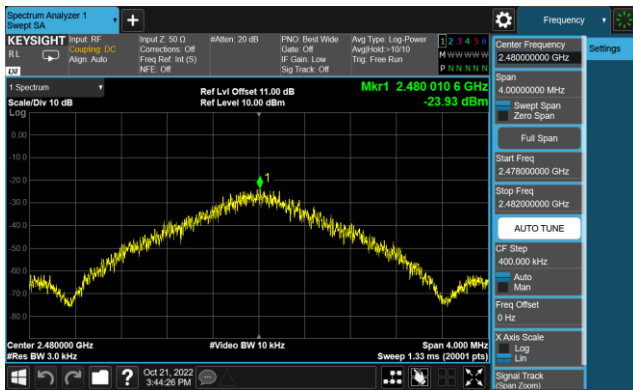 Spectrum Analyzer 1
Swept SA
Frequency
KEYSIGHT
RL
LXI
Input: RF
Coupling: DC
Align: Auto
Input Z: 50 Ω
Corrections: Off
Freq Ref: Int (S)
NFE: Off
#Atten: 20 dB
PNO: Best Wide
Gate: Off
IF Gain: Low
Sig Track: Off
Avg Type: Log-Power
Avg|Hold:>10/10
Trig: Free Run
1 2 3 4 5 6
M W W W W W
P N N N N N
1 Spectrum
Scale/Div 10 dB
Log
Ref Lvl Offset 11.00 dB
Ref Level 10.00 dBm
Mkr1 2.480 010 6 GHz
-23.93 dBm
0.00
-10.0
-20.0
-30.0
-40.0
-50.0
-60.0
-70.0
-80.0
1
Center 2.480000 GHz
#Res BW 3.0 kHz
#Video BW 10 kHz
Span 4.000 MHz
Sweep 1.33 ms (20001 pts)
?
Oct 21, 2022
3:44:26 PM
Center Frequency
2.480000000 GHz
Settings
Span
4.00000000 MHz
Swept Span
Zero Span
Full Span
Start Freq
2.478000000 GHz
Stop Freq
2.482000000 GHz
AUTO TUNE
CF Step
400.000 kHz
Auto
Man
Freq Offset
0 Hz
X Axis Scale
Log
Lin
Signal Track
(Span Zoom)